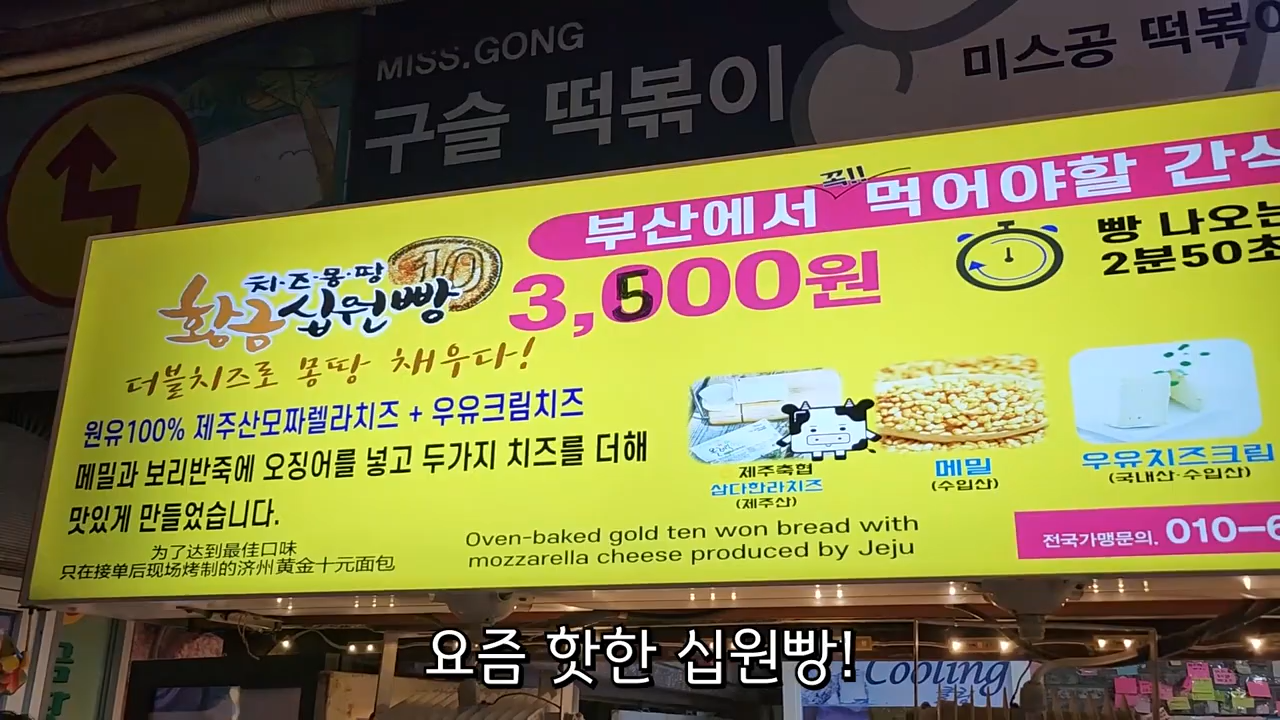 MISS.GONG
구슬 떡볶이
미스공 떡볶이
부산에서 꼭!! 먹어야할 간식
치·즈·몽·땅
황금십원빵
10
3,500원
빵 나오는
2분50초
더블치즈로 몽땅 채우다!
원유100% 제주산모짜렐라치즈 + 우유크림치즈
메밀과 보리반죽에 오징어를 넣고 두가지 치즈를 더해
맛있게 만들었습니다.
为了达到最佳口味
只在接单后现场烤制的济州黄金十元面包
Oven-baked gold ten won bread with
mozzarella cheese produced by Jeju
제주축협
삼다한라치즈
(제주산)
메밀
(수입산)
우유치즈크림
(국내산·수입산)
전국가맹문의. 010-6
요즘 핫한 십원빵!
Cooling